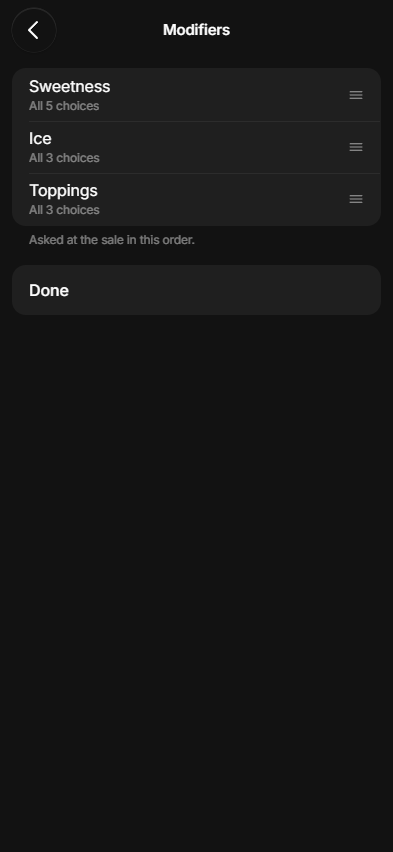 Modifiers
Sweetness
All 5 choices
Ice
All 3 choices
Toppings
All 3 choices
Asked at the sale in this order.
Done